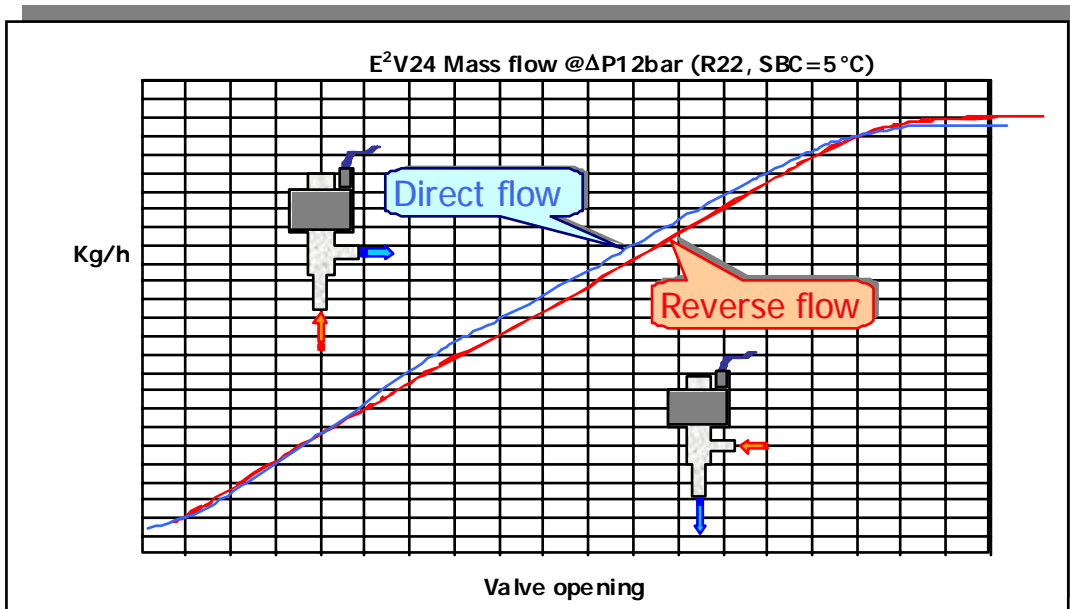 E²V24 Mass flow @ΔP12bar (R22, SBC=5°C)
Direct flow
Kg/h
Reverse flow
Valve opening